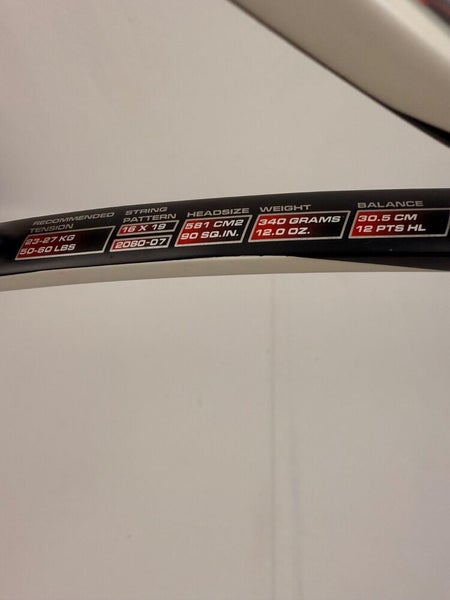 RECOMMENDED TENSION
23-27 KG
50-60 LBS
STRING PATTERN
16 X 19
2080-07
HEADSIZE
581 CM2
90 SQ.IN.
WEIGHT
340 GRAMS
12.0 OZ.
BALANCE
30.5 CM
12 PTS HL